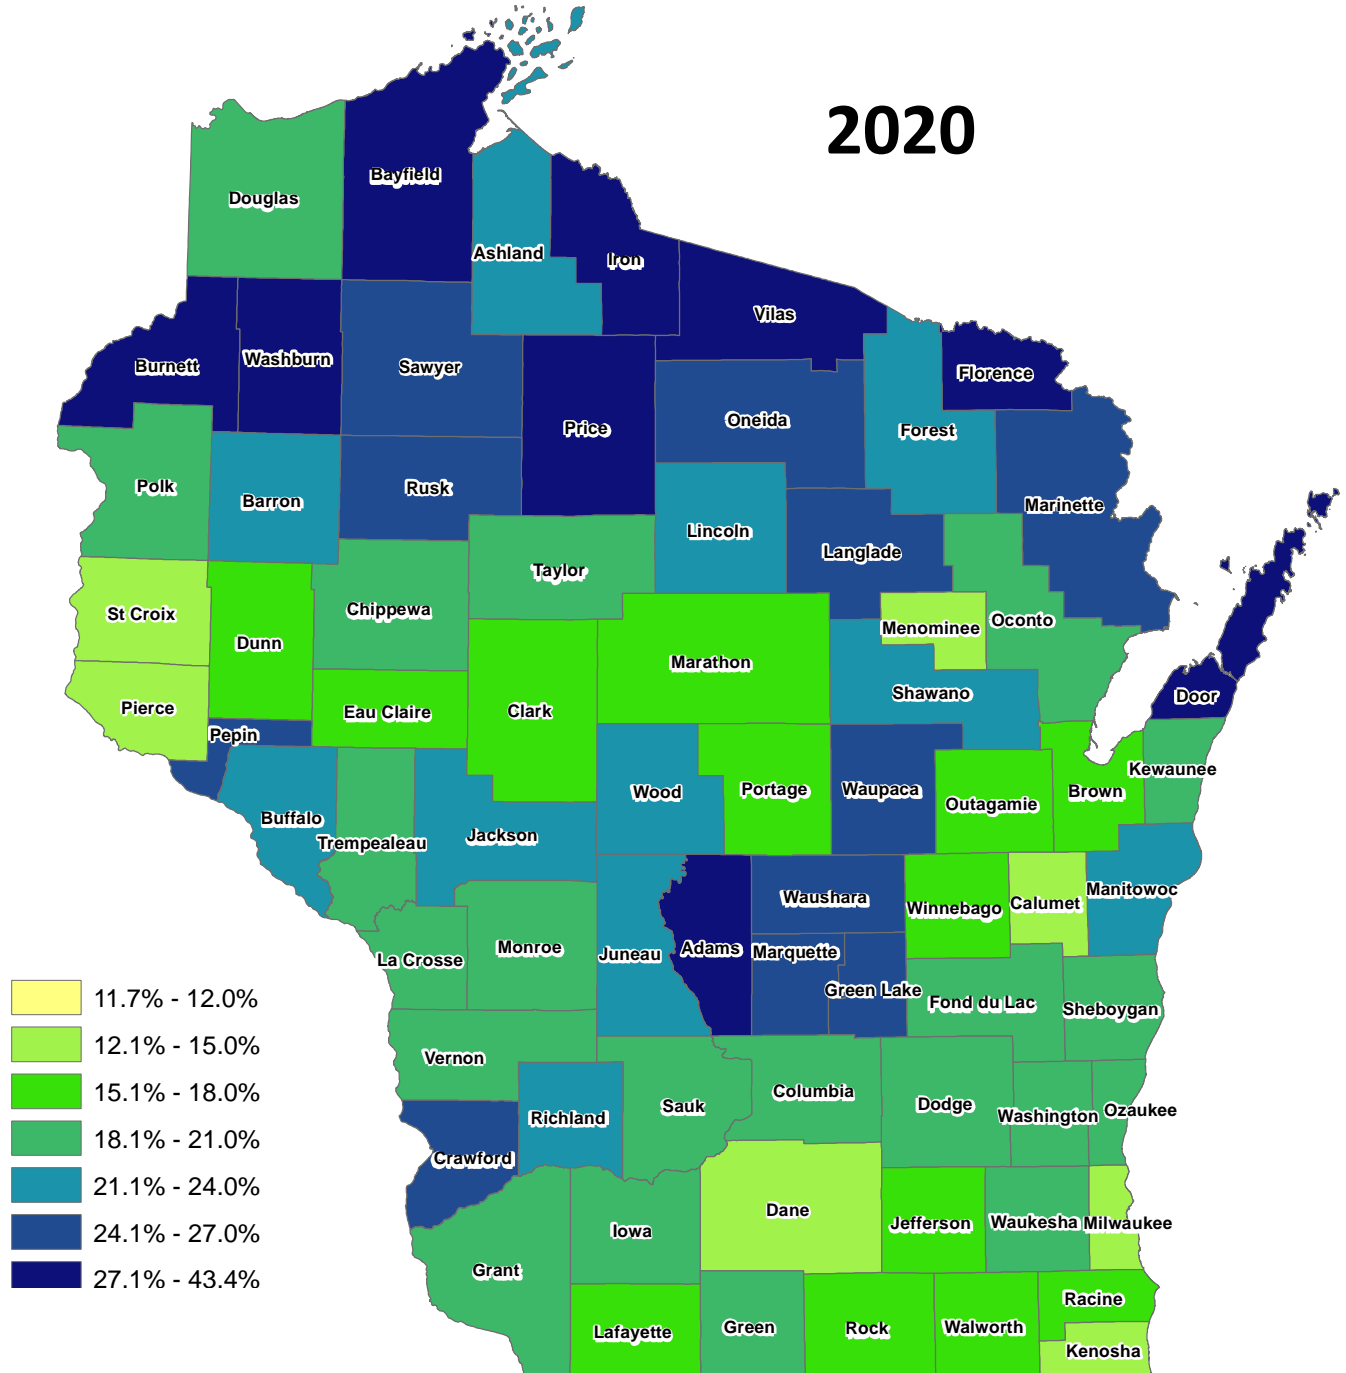 2020
Bayfield
Douglas
Ashland
Iron
Vilas
Washburn
Burnett
Sawyer
Florence
Oneida
Price
Forest
Polk
Rusk
Barron
Marinette
Lincoln
Langlade
Taylor
Chippewa
St Croix
Oconto
Menominee
Dunn
Marathon
Shawano
Door
Pierce
Clark
Eau Claire
Pepin
Kewaunee
Wood
Portage
Waupaca
Brown
Outagamie
Buffalo
Jackson
Trempealeau
Manitowoc
Waushara
Calumet
Winnebago
Monroe
Adams
Marquette
Juneau
La Crosse
Green Lake
11.7% - 12.0%
Fond du Lac
Sheboygan
12.1% - 15.0%
Vernon
15.1% - 18.0%
Columbia
Dodge
Sauk
Ozaukee
Washington
Richland
18.1% - 21.0%
Crawford
21.1% - 24.0%
Dane
Jefferson
Waukesha
Milwaukee
Iowa
24.1% - 27.0%
Grant
27.1% - 43.4%
Racine
Green
Rock
Walworth
Lafayette
Kenosha